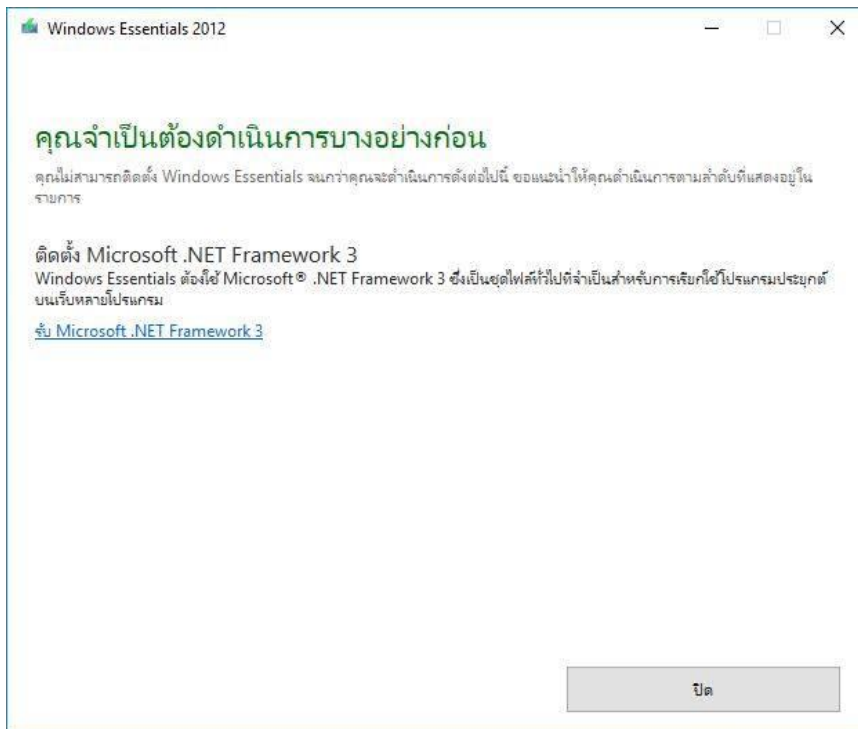 Windows Essentials 2012
คุณจำเป็นต้องดำเนินการบางอย่างก่อน
คุณไม่สามารถติดตั้ง Windows Essentials จนกว่าคุณจะดำเนินการดังต่อไปนี้ ขอแนะนำให้คุณดำเนินการตามลำดับที่แสดงอยู่ใน
รายการ
ติดตั้ง Microsoft .NET Framework 3
Windows Essentials ต้องใช้ Microsoft® .NET Framework 3 ซึ่งเป็นชุดไฟล์ทั่วไปที่จำเป็นสำหรับการเรียกใช้โปรแกรมประยุกต์
บนเว็บหลายโปรแกรม
รับ Microsoft .NET Framework 3
ปิด